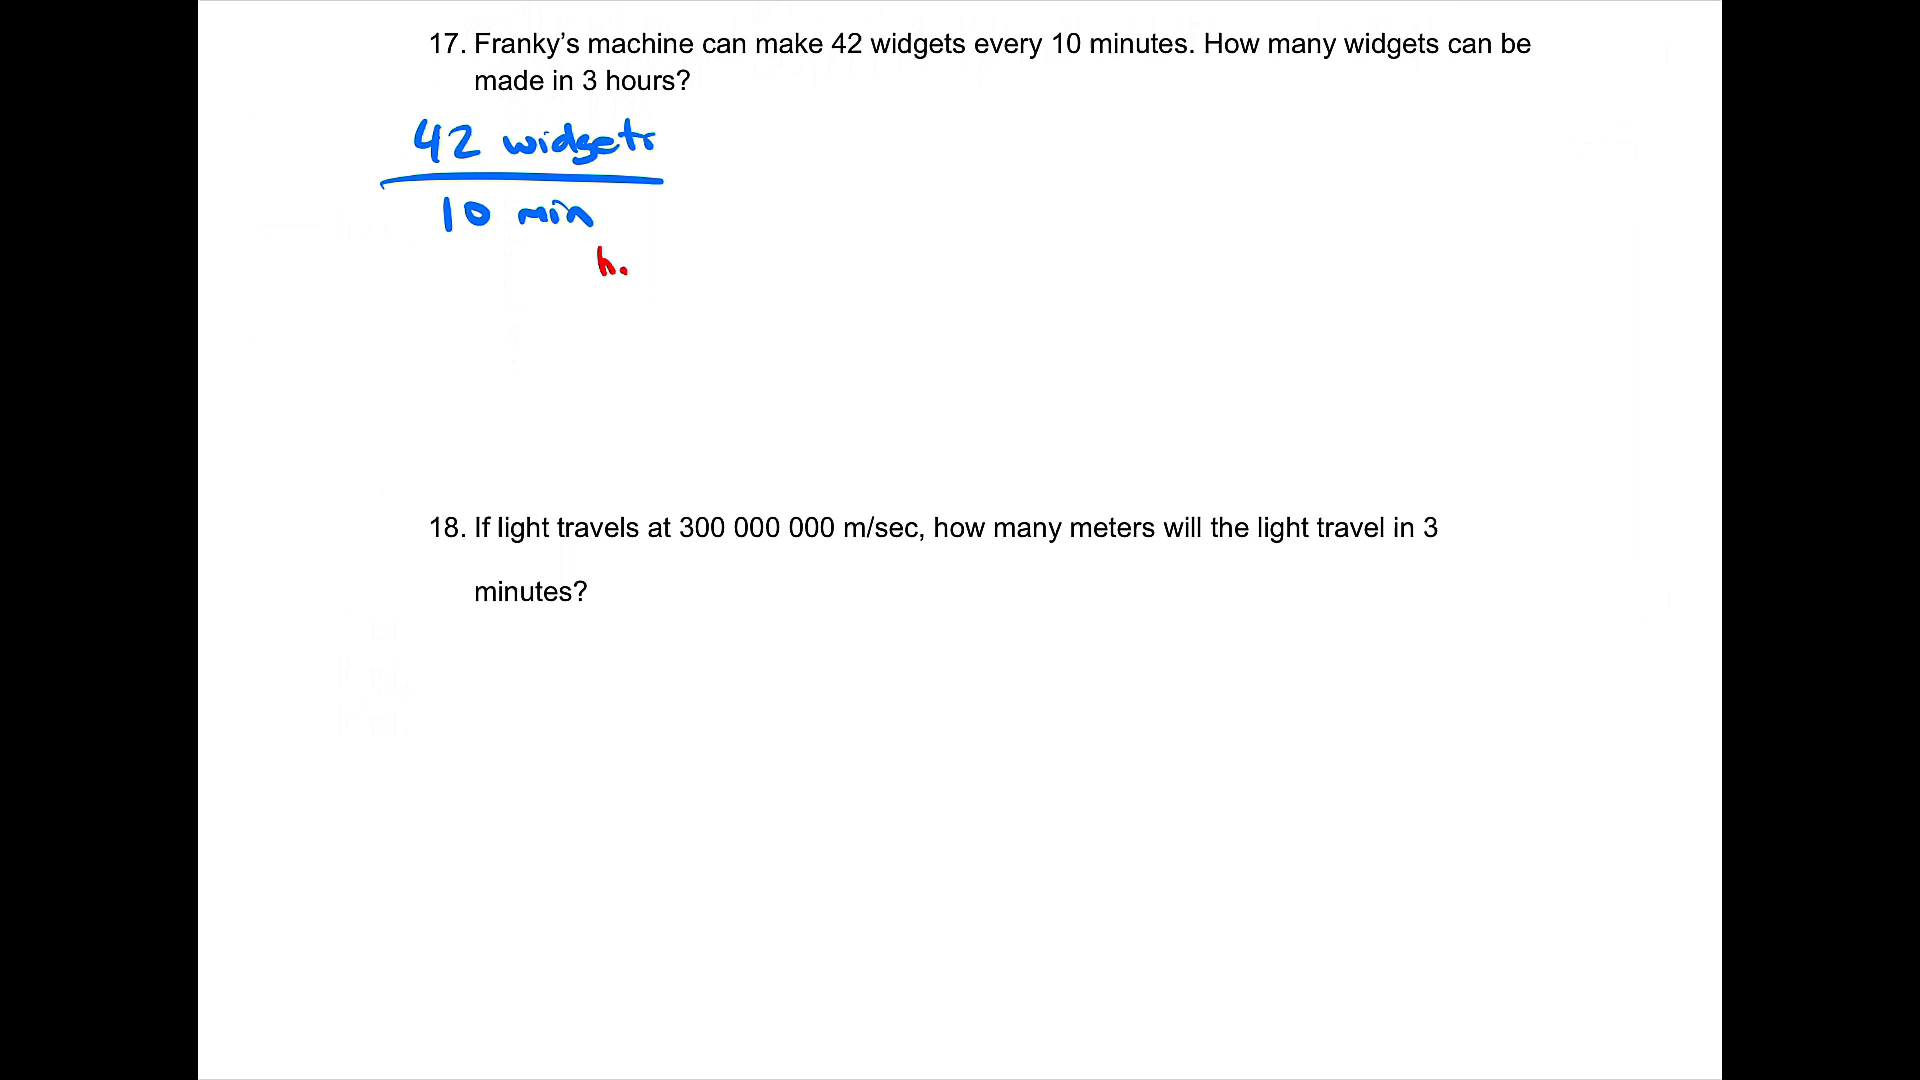 17. Franky’s machine can make 42 widgets every 10 minutes. How many widgets can be
made in 3 hours?
42 widgets
10 min
h.
18. If light travels at 300 000 000 m/sec, how many meters will the light travel in 3
minutes?